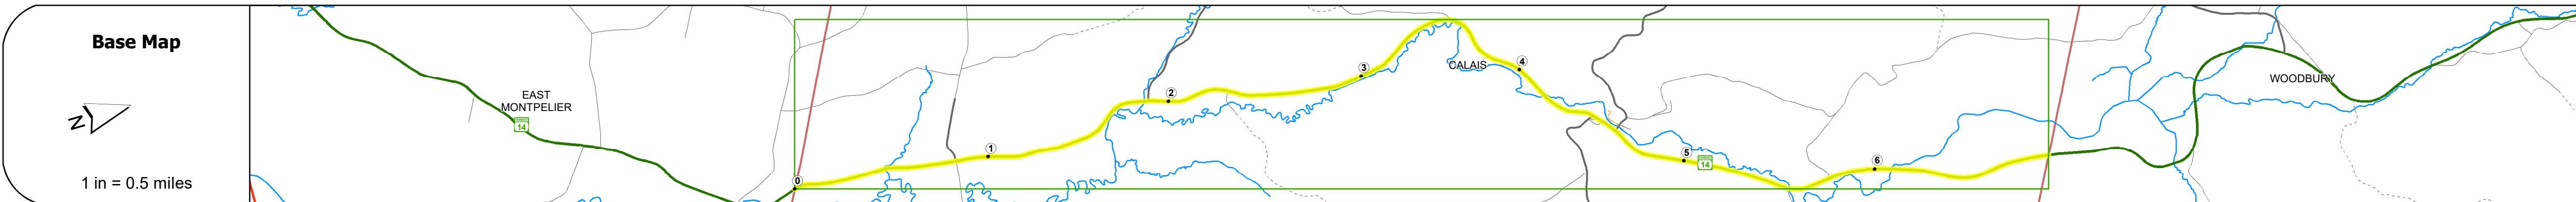 Base Map
N
1 in = 0.5 miles
EAST
MONTPELIER
14
0
1
2
3
CALAIS
4
5
14
6
WOODBURY